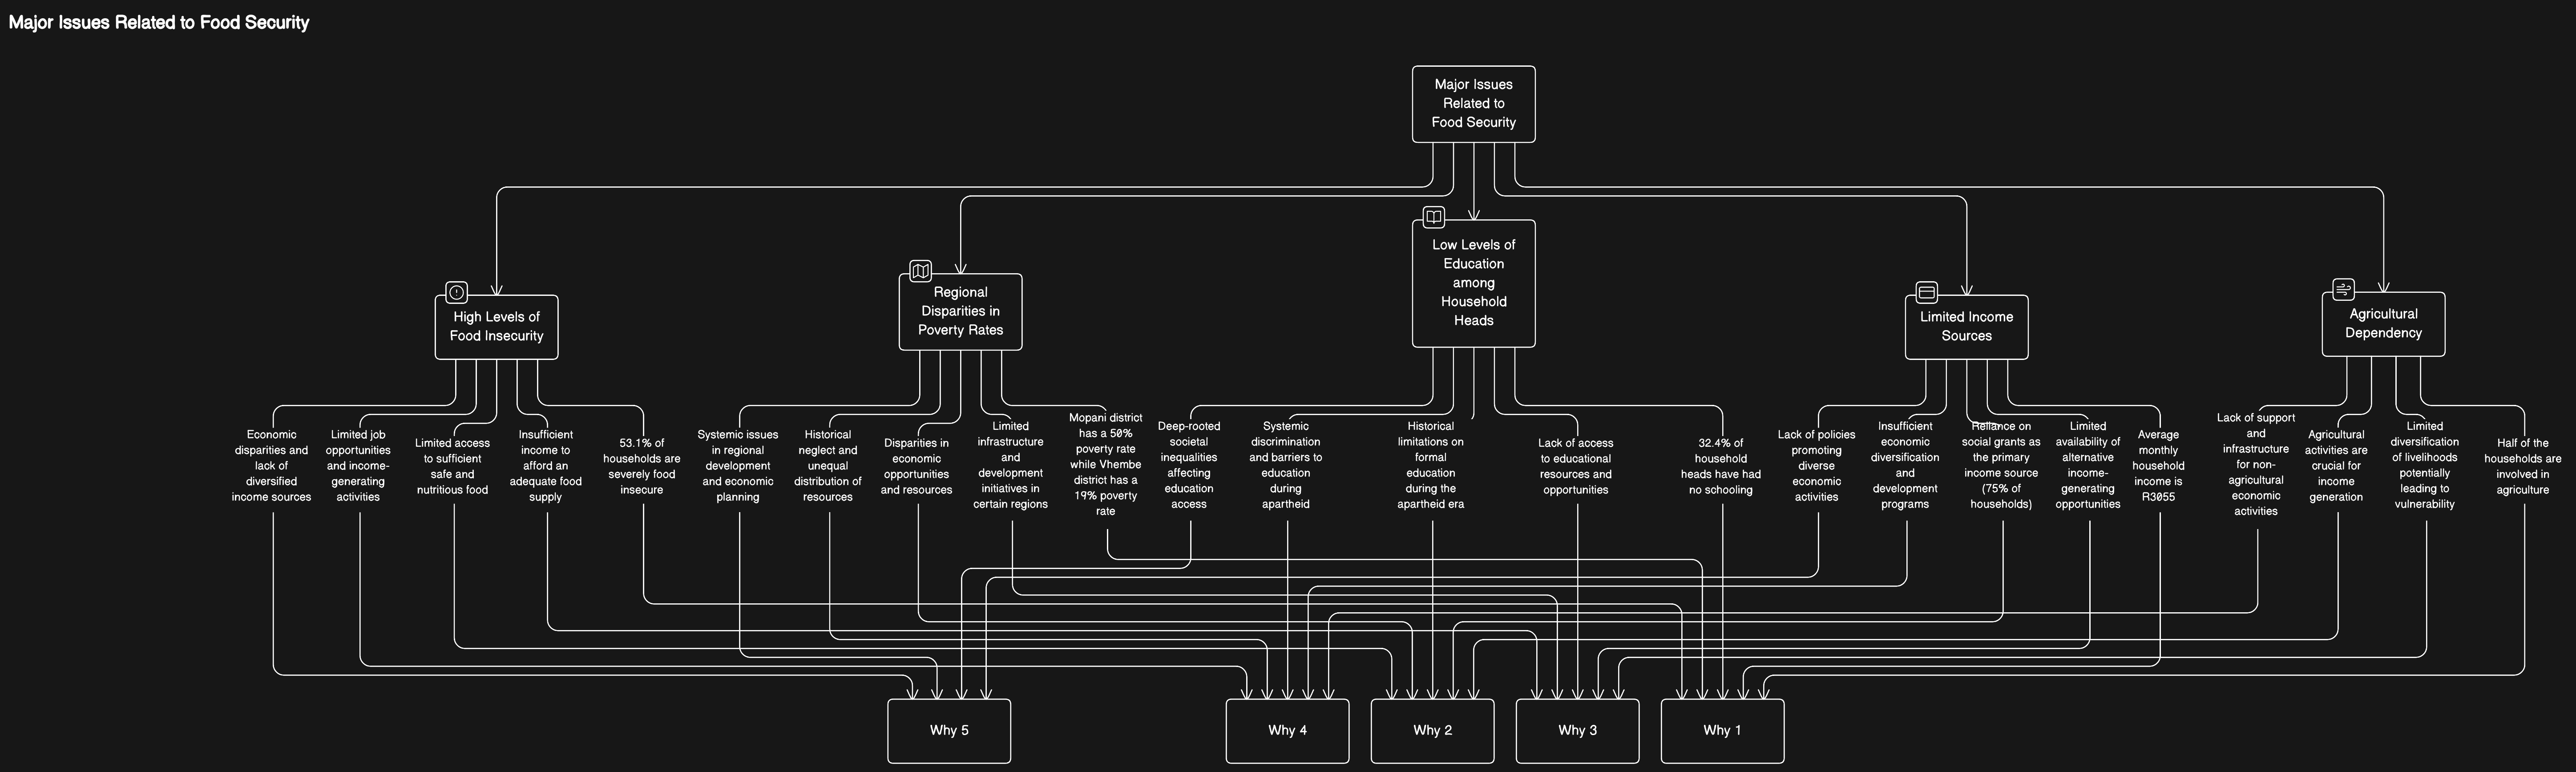 Major Issues Related to Food Security
Major Issues
Related to
Food Security
High Levels of
Food Insecurity
Regional
Disparities in
Poverty Rates
Low Levels of
Education
among
Household
Heads
Limited Income
Sources
Agricultural
Dependency
Economic
disparities and
lack of
diversified
income sources
Limited job
opportunities
and income-
generating
activities
Limited access
to sufficient
safe and
nutritious food
Insufficient
income to
afford an
adequate food
supply
53.1% of
households are
severely food
insecure
Systemic issues
in regional
development
and economic
planning
Historical
neglect and
unequal
distribution of
resources
Disparities in
economic
opportunities
and resources
Limited
infrastructure
and
development
initiatives in
certain regions
Mopani district
has a 50%
poverty rate
while Vhembe
district has a
19% poverty
rate
Deep-rooted
societal
inequalities
affecting
education
access
Systemic
discrimination
and barriers to
education
during
apartheid
Historical
limitations on
formal
education
during the
apartheid era
Lack of access
to educational
resources and
opportunities
32.4% of
household
heads have had
no schooling
Lack of policies
promoting
diverse
economic
activities
Insufficient
economic
diversification
and
development
programs
Reliance on
social grants as
the primary
income source
(75% of
households)
Limited
availability of
alternative
income-
generating
opportunities
Average
monthly
household
income is
R3055
Lack of support
and
infrastructure
for non-
agricultural
economic
activities
Agricultural
activities are
crucial for
income
generation
Limited
diversification
of livelihoods
potentially
leading to
vulnerability
Half of the
households are
involved in
agriculture
Why 5
Why 4
Why 2
Why 3
Why 1